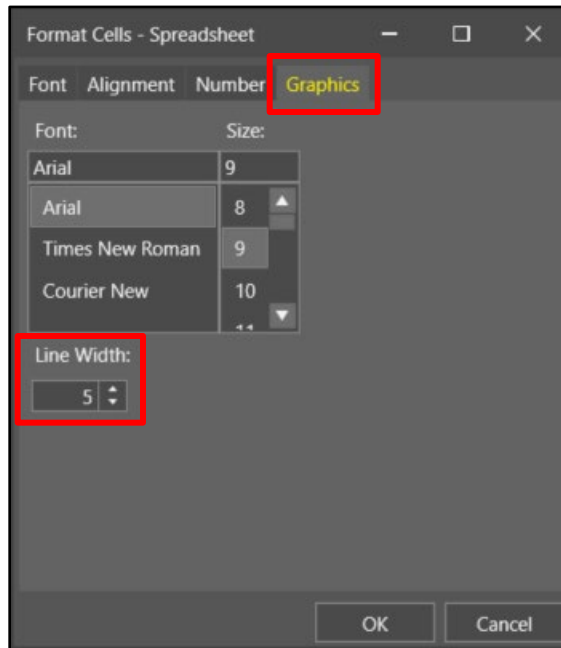 Format Cells - Spreadsheet
Font Alignment Number Graphics
Font: Size:
Arial 9
Arial 8
Times New Roman 9
Courier New 10
Line Width:
5
OK Cancel